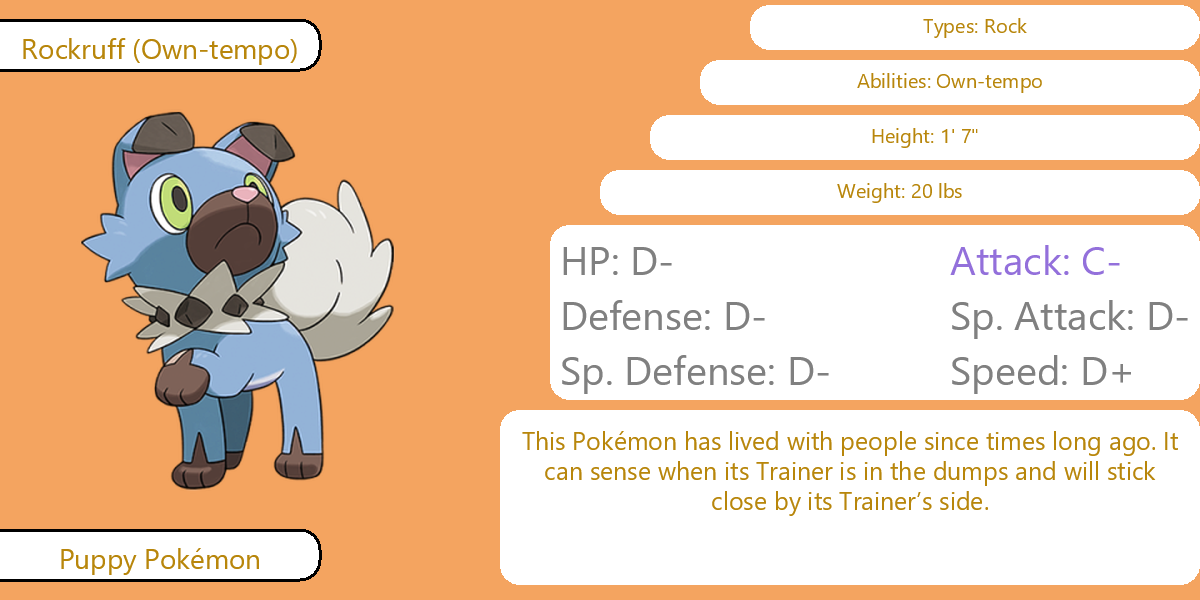 Rockruff (Own-tempo)
Types: Rock
Abilities: Own-tempo
Height: 1' 7"
Weight: 20 lbs
HP: D-
Attack: C-
Defense: D-
Sp. Attack: D-
Sp. Defense: D-
Speed: D+
This Pokémon has lived with people since times long ago. It
can sense when its Trainer is in the dumps and will stick
close by its Trainer’s side.
Puppy Pokémon